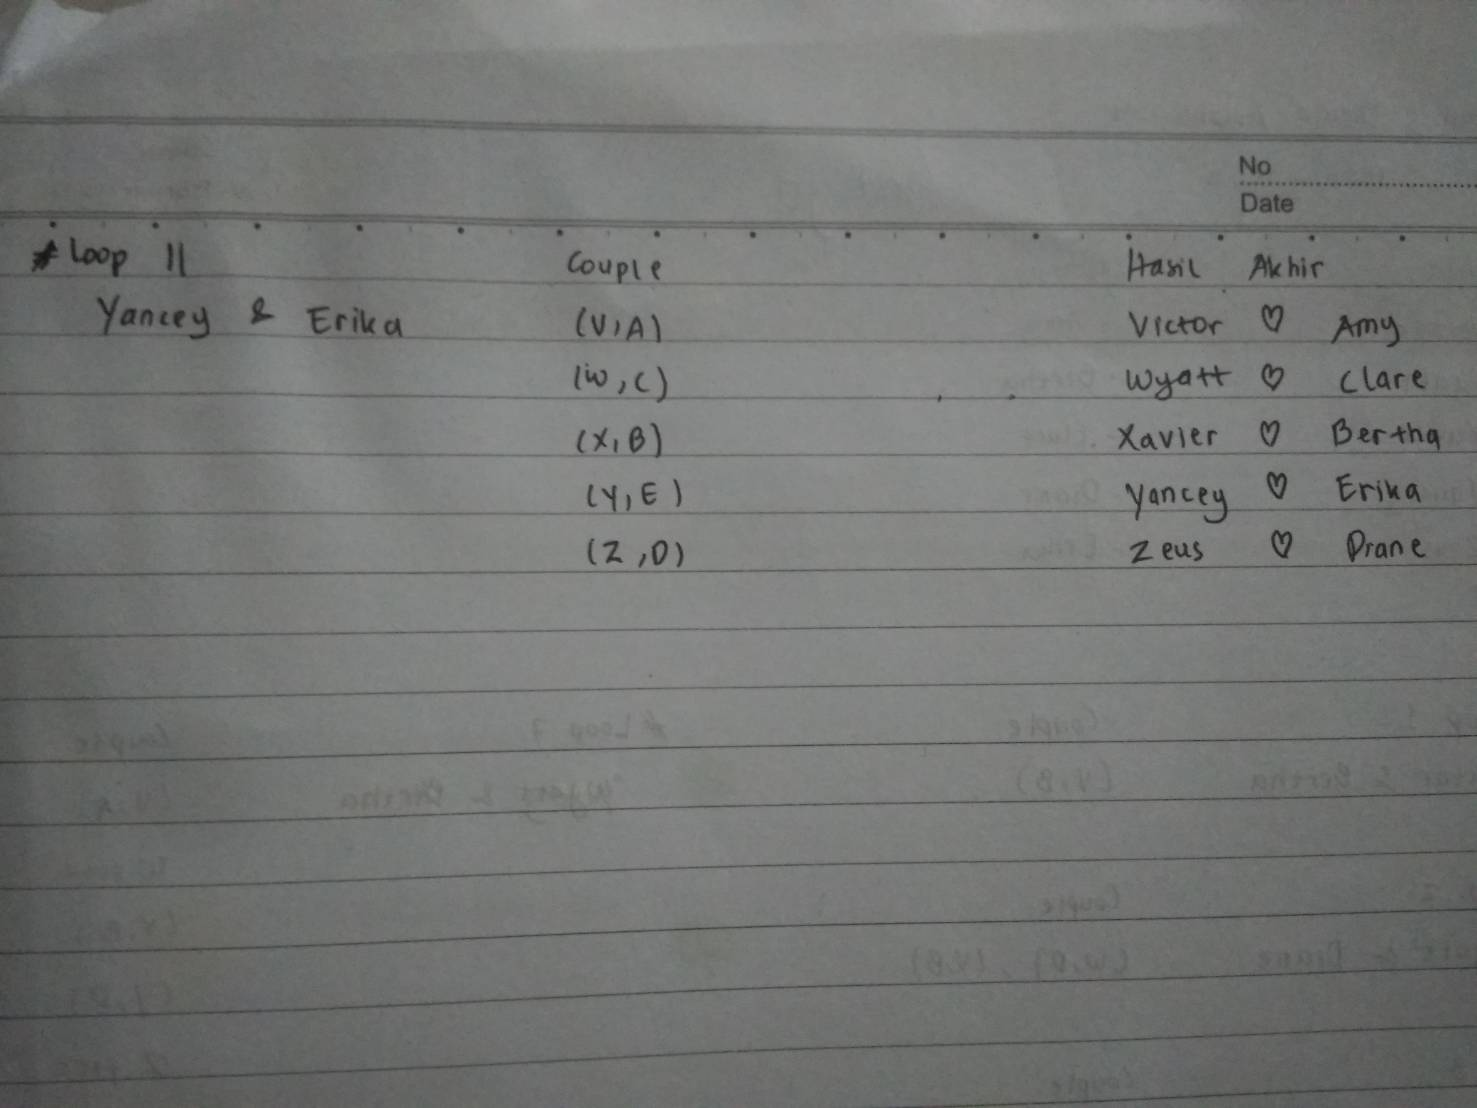 No
Date
# Loop 11 Couple Hasil Akhir
Yancey & Erika (V,A) Victor ♡ Amy
(W,C) Wyatt ♡ Clare
(X,B) Xavier ♡ Bertha
(Y,E) Yancey ♡ Erika
(Z,D) Zeus ♡ Diane